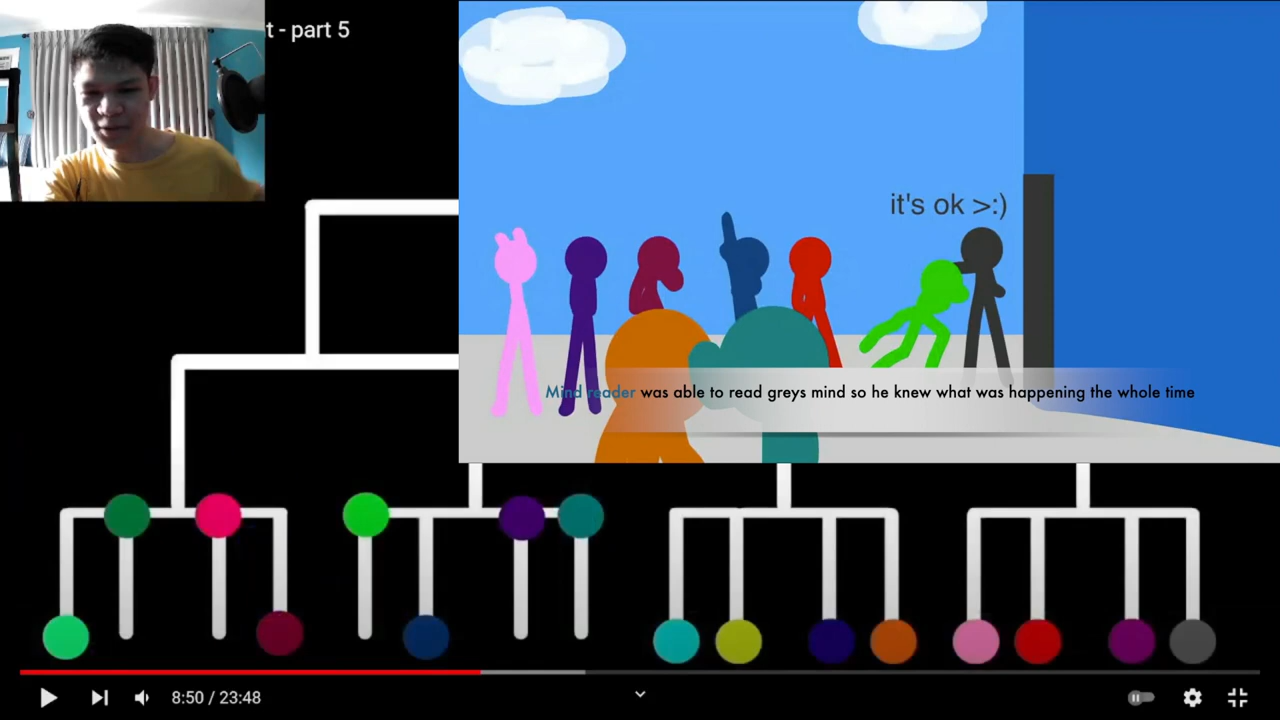 t - part 5
it's ok >:)
Mind reader was able to read greys mind so he knew what was happening the whole time
8:50 / 23:48